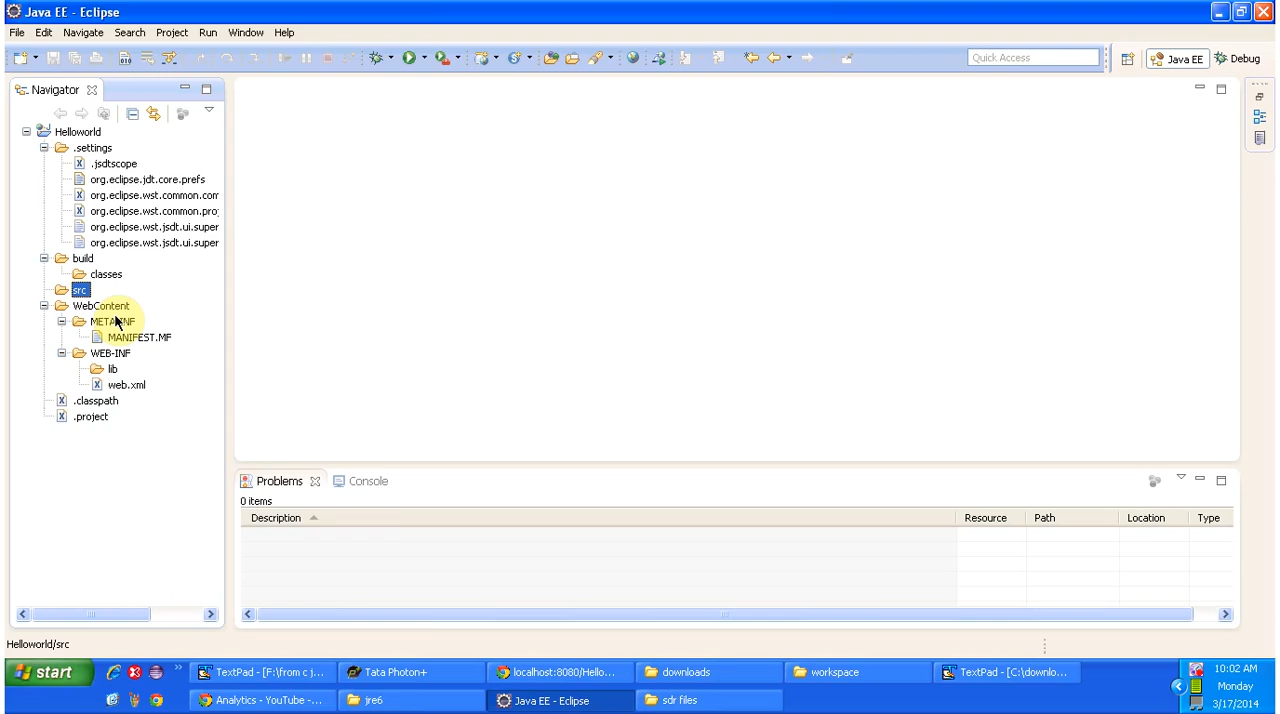 Java EE - Eclipse
File Edit Navigate Search Project Run Window Help
Quick Access
Java EE
Debug
Navigator
Helloworld
.settings
.jsdtscope
org.eclipse.jdt.core.prefs
org.eclipse.wst.common.com
org.eclipse.wst.common.pro
org.eclipse.wst.jsdt.ui.super
org.eclipse.wst.jsdt.ui.super
build
classes
src
WebContent
META-INF
MANIFEST.MF
WEB-INF
lib
web.xml
.classpath
.project
Problems Console
0 items
Description Resource Path Location Type
Helloworld/src
start
TextPad - [F:\from c j...
Tata Photon+
localhost:8080/Hello...
downloads
workspace
TextPad - [C:\downlo...
10:02 AM
Analytics - YouTube -...
jre6
Java EE - Eclipse
sdr files
Monday
3/17/2014